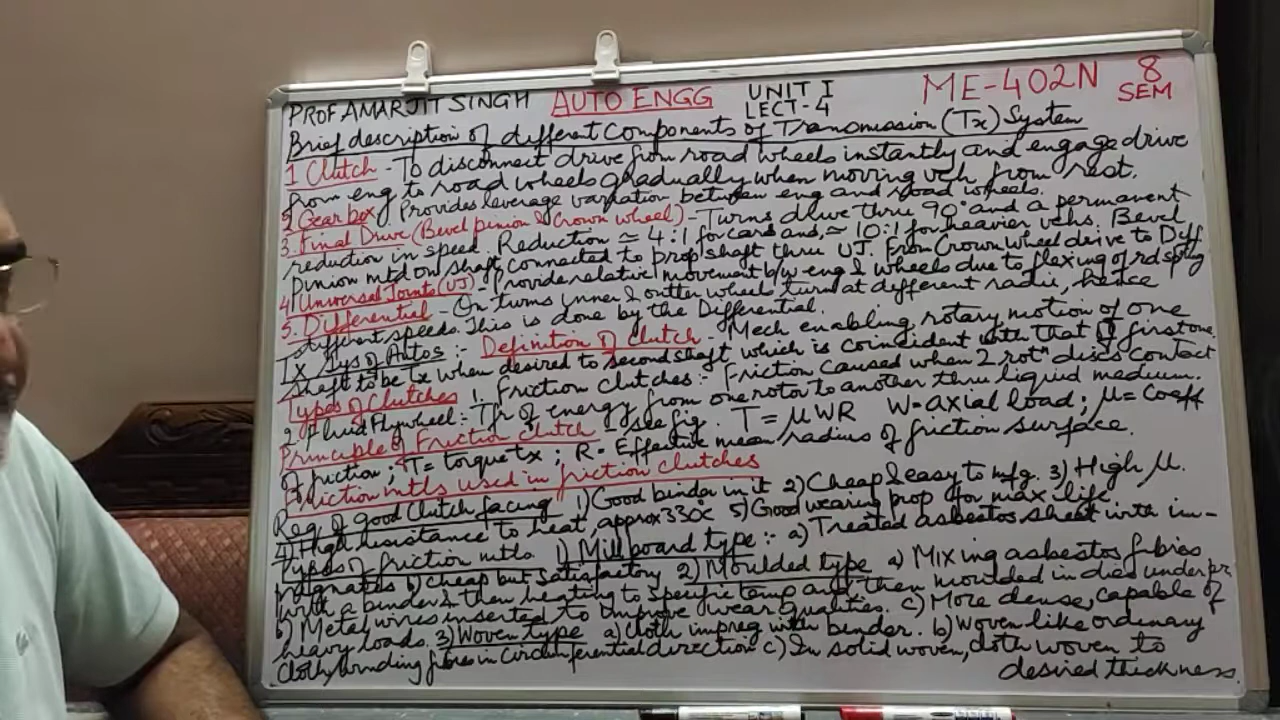 PROF AMARJIT SINGH AUTO ENGG UNIT I LECT-4 ME-402N 8 SEM
Brief description of different Components of Transmission (Tx) System
1 Clutch - To disconnect drive from road wheels instantly and engage drive
from eng to road wheels gradually when moving veh from rest.
2 Gear box Provides leverage variation between eng and road wheels.
3. Final Drive (Bevel pinion & Crown wheel) - Turns drive thru 90° and a permanent
reduction in speed. Reduction ≃ 4:1 for cars and, ≃ 10:1 for heavier vehs. Bevel
pinion mtd on shaft, connected to prop shaft thru UJ. From Crown wheel drive to Diff
4 Universal Joints (UJ) - Provide relative movement b/w eng & wheels due to flexing of rd spring
5. Differential - On turns inner & outter wheels turn at different radii, hence
different speeds. This is done by the Differential.
Tx Sys of Autos :- Definition of Clutch - Mech enabling rotary motion of one
shaft to be Tx when desired to second shaft which is coincident with that of first one.
Types of Clutches 1. Friction Clutches :- Friction caused when 2 rotn discs contact
2 Fluid Flywheel :- Tfr of energy from one rotor to another thru liquid medium.
Principle of Friction clutch See fig. T = μWR W = axial load; μ = coeff
of friction; T = torque tx; R = Effective mean radius of friction surface.
Friction mtls used in friction clutches
Req of good Clutch facing 1) Good binder in it 2) Cheap & easy to mfg. 3) High μ.
4) High resistance to heat, approx 330°c 5) Good wearing prop for max life
Types of friction mtls 1) Mill board type :- a) Treated asbestos sheet with im-
pregnates b) Cheap but satisfactory 2) Moulded type a) Mixing asbestos fibres
with a binder & then heating to specific temp and then moulded in dies under pr
b) Metal wires inserted to improve wear qualities. c) More dense, capable of
heavy loads. 3) Woven type a) Cloth impreg with binder. b) Woven like ordinary
cloth, binding fibres in circumferential direction c) In solid woven, cloth woven to
desired thickness.